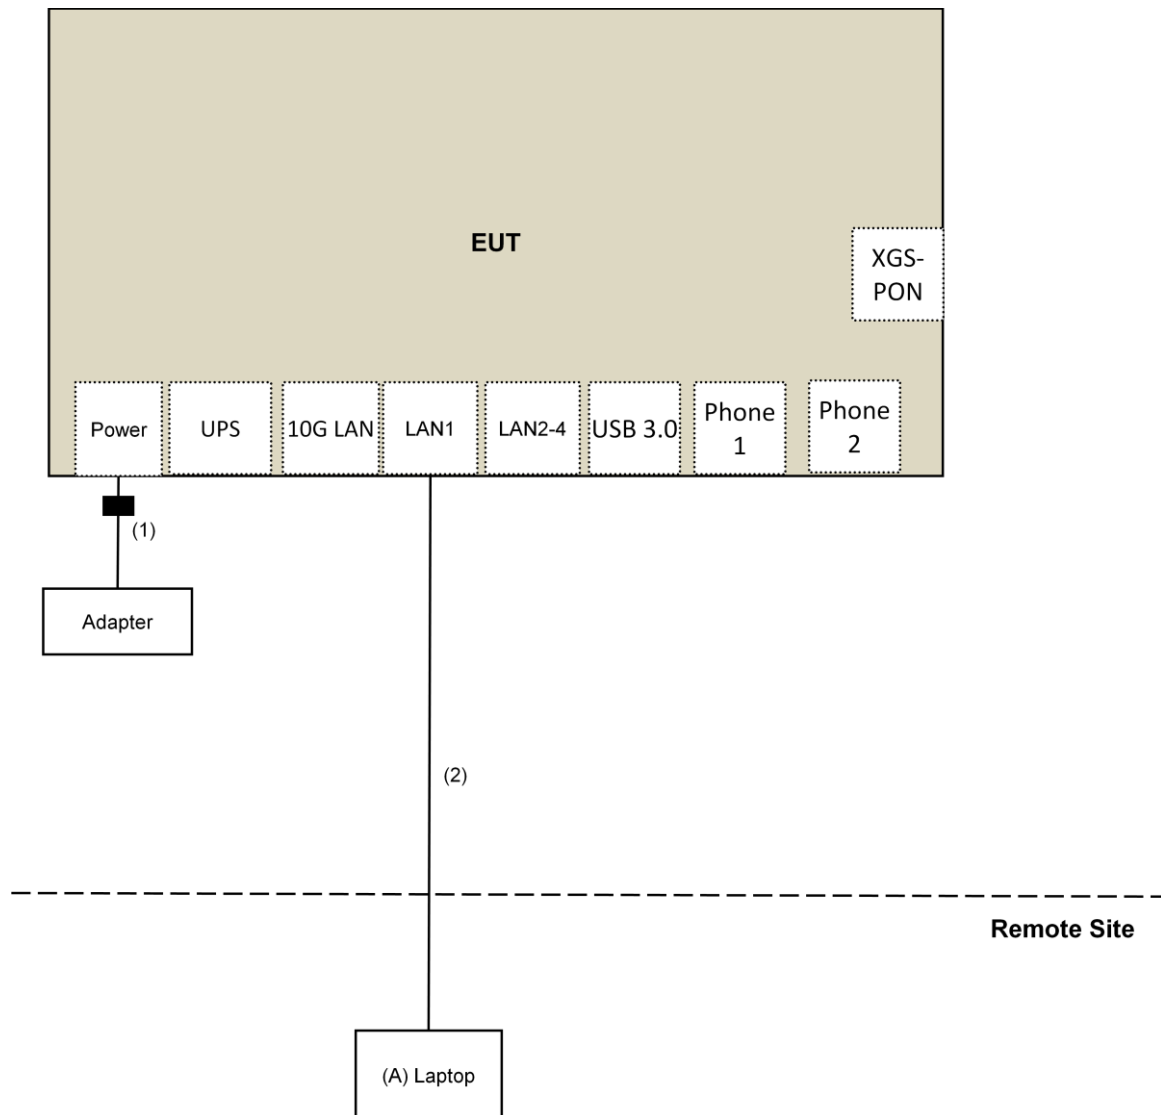 EUT
XGS-
PON
Power
UPS
10G LAN
LAN1
LAN2-4
USB 3.0
Phone
1
Phone
2
(1)
Adapter
(2)
Remote Site
(A) Laptop